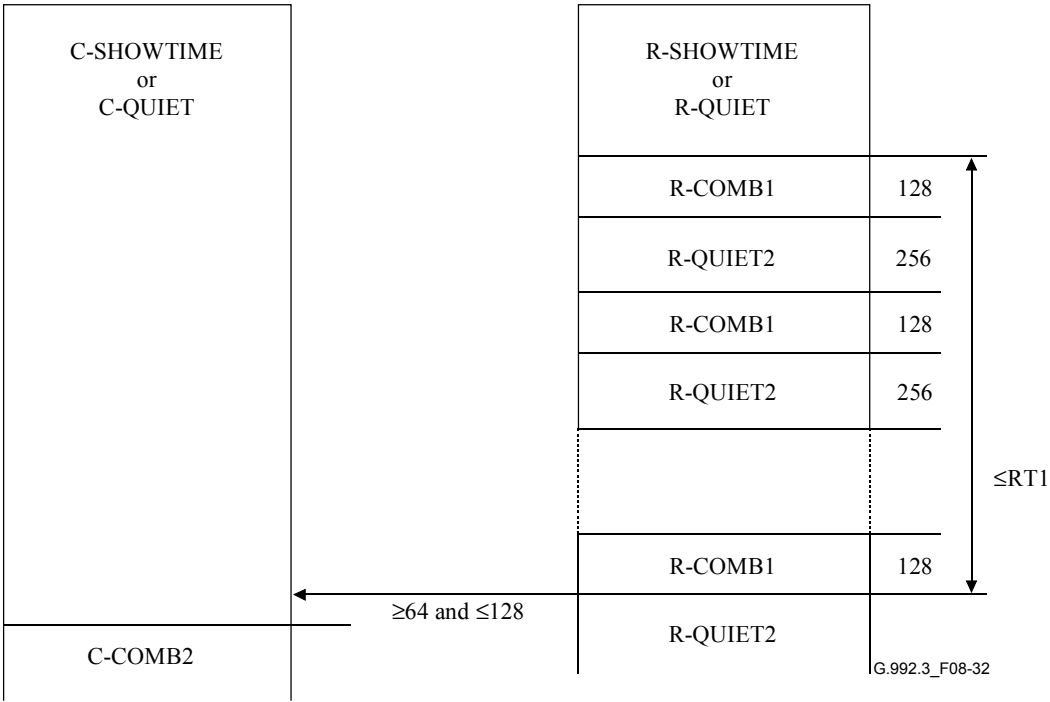 C-SHOWTIME
or
C-QUIET
R-SHOWTIME
or
R-QUIET
R-COMB1
128
R-QUIET2
256
R-COMB1
128
R-QUIET2
256
≤RT1
R-COMB1
128
≥64 and ≤128
R-QUIET2
C-COMB2
G.992.3_F08-32